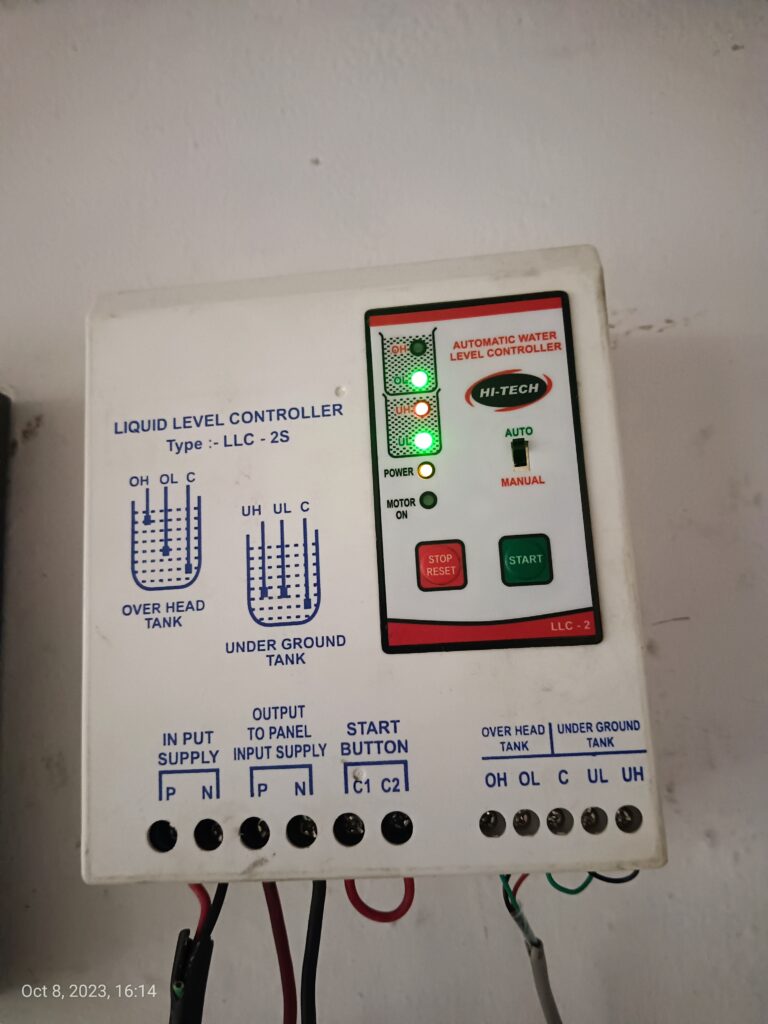 OH
OL
UH
UL
POWER
MOTOR
ON
AUTOMATIC WATER
LEVEL CONTROLLER
HI-TECH
AUTO
MANUAL
STOP
RESET
START
LLC - 2
LIQUID LEVEL CONTROLLER
Type :- LLC - 2S
OH OL C
OVER HEAD
TANK
UH UL C
UNDER GROUND
TANK
IN PUT
SUPPLY
P N
OUTPUT
TO PANEL
INPUT SUPPLY
P N
START
BUTTON
C1 C2
OVER HEAD
TANK
UNDER GROUND
TANK
OH OL C UL UH
Oct 8, 2023, 16:14